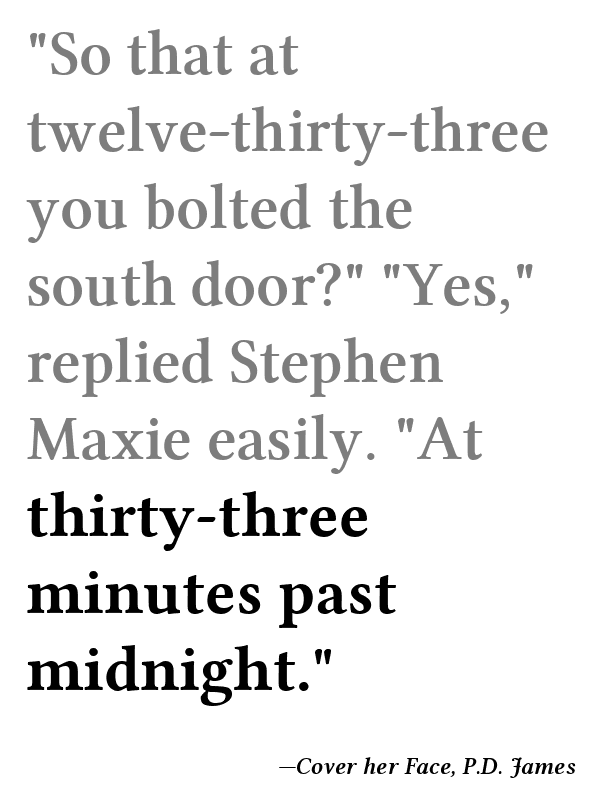 "So that at
twelve-thirty-three
you bolted the
south door?" "Yes,"
replied Stephen
Maxie easily. "At
thirty-three
minutes past
midnight."
—Cover her Face, P.D. James